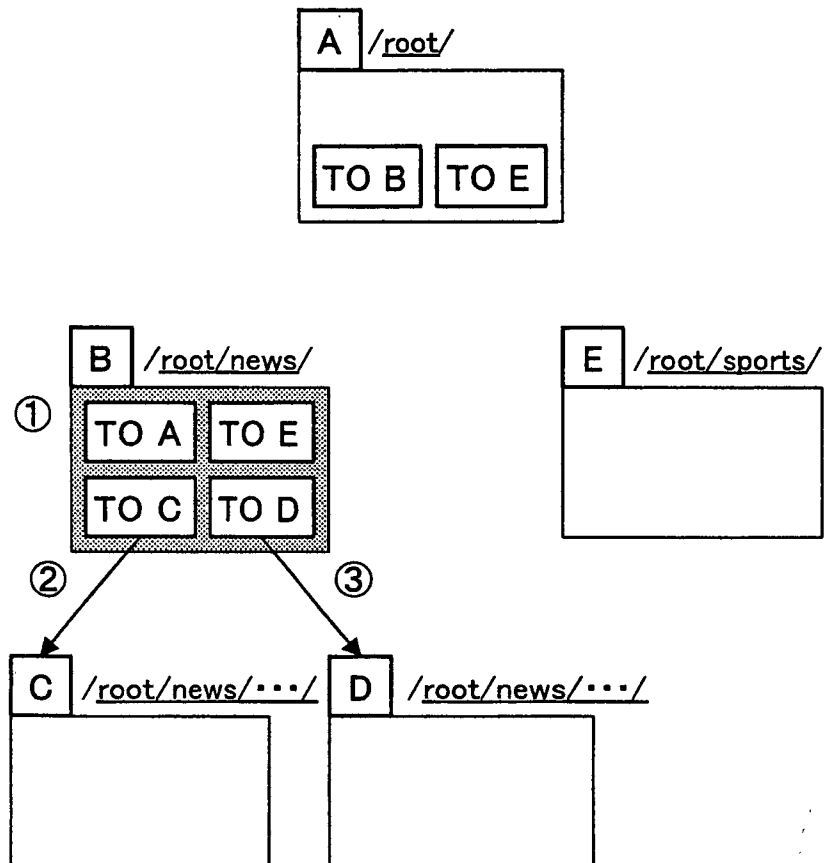 A /root/
TO B TO E
B /root/news/
E /root/sports/
①
TO A TO E
TO C TO D
② ③
C /root/news/･･･/
D /root/news/･･･/